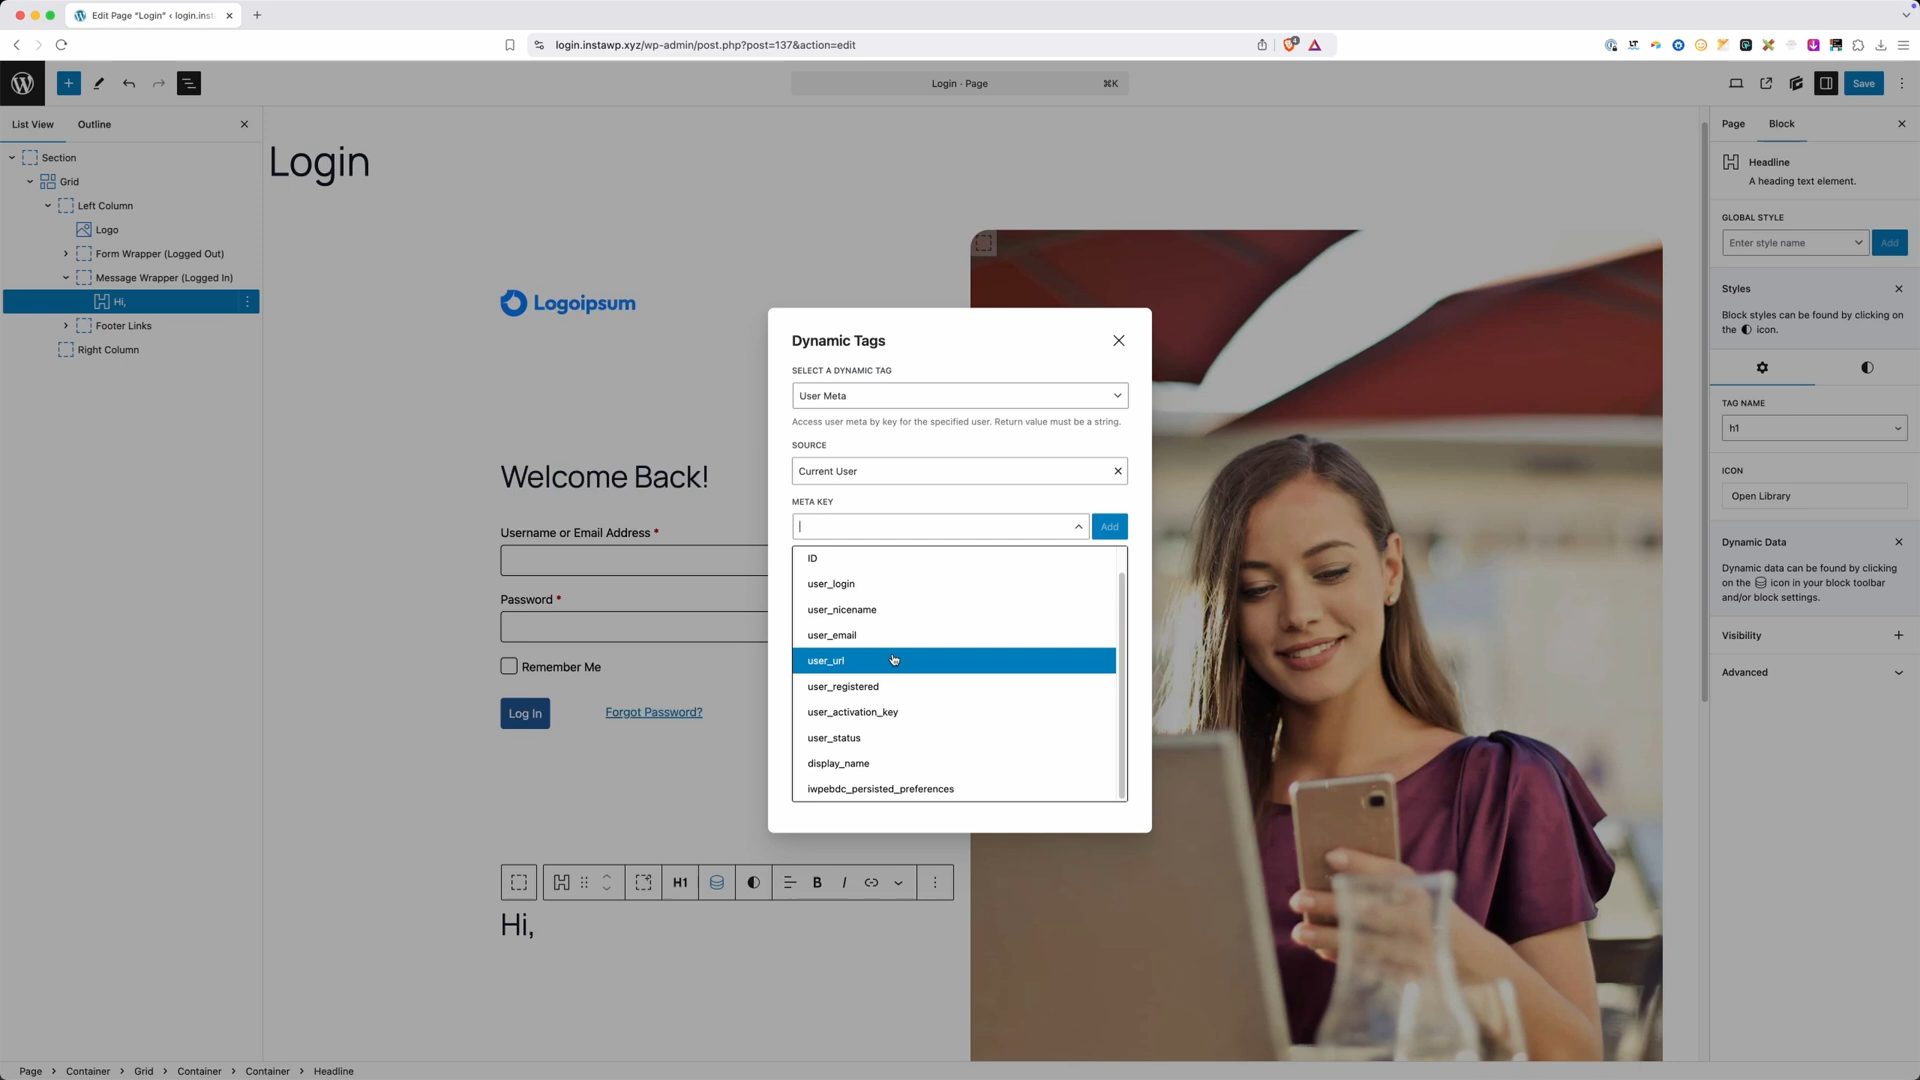 Edit Page "Login" ‹ login.inst
login.instawp.xyz/wp-admin/post.php?post=137&action=edit
4
LT
Login · Page
⌘K
Save
List View
Outline
Section
Grid
Left Column
Logo
Form Wrapper (Logged Out)
Message Wrapper (Logged In)
Hi,
Footer Links
Right Column
Login
Logoipsum
Welcome Back!
Username or Email Address *
Password *
Remember Me
Log In
Forgot Password?
H1
B
I
Hi,
Dynamic Tags
SELECT A DYNAMIC TAG
User Meta
Access user meta by key for the specified user. Return value must be a string.
SOURCE
Current User
META KEY
Add
ID
user_login
user_nicename
user_email
user_url
user_registered
user_activation_key
user_status
display_name
iwpebdc_persisted_preferences
Page
Block
Headline
A heading text element.
GLOBAL STYLE
Enter style name
Add
Styles
Block styles can be found by clicking on
the icon.
TAG NAME
h1
ICON
Open Library
Dynamic Data
Dynamic data can be found by clicking
on the icon in your block toolbar
and/or block settings.
Visibility
Advanced
Page > Container > Grid > Container > Container > Headline